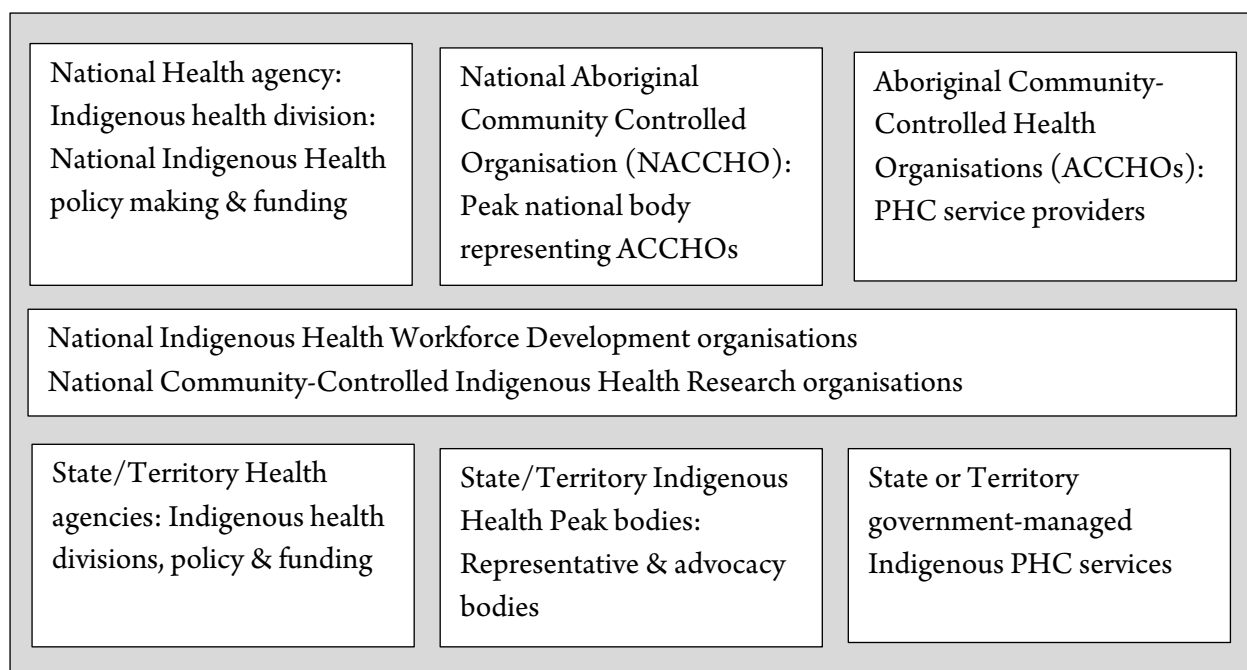 National Health agency:
Indigenous health division:
National Indigenous Health
policy making & funding
National Aboriginal
Community Controlled
Organisation (NACCHO):
Peak national body
representing ACCHOs
Aboriginal Community-
Controlled Health
Organisations (ACCHOs):
PHC service providers
National Indigenous Health Workforce Development organisations
National Community-Controlled Indigenous Health Research organisations
State/Territory Health
agencies: Indigenous health
divisions, policy & funding
State/Territory Indigenous
Health Peak bodies:
Representative & advocacy
bodies
State or Territory
government-managed
Indigenous PHC services